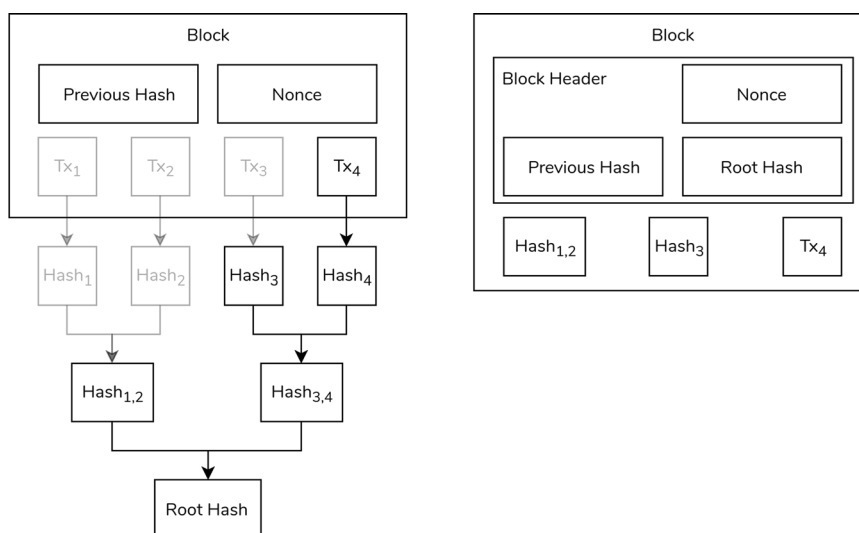 Block
Previous Hash
Nonce
Tx₁
Tx₂
Tx₃
Tx₄
Hash₁
Hash₂
Hash₃
Hash₄
Hash₁,₂
Hash₃,₄
Root Hash
Block
Block Header
Nonce
Previous Hash
Root Hash
Hash₁,₂
Hash₃
Tx₄